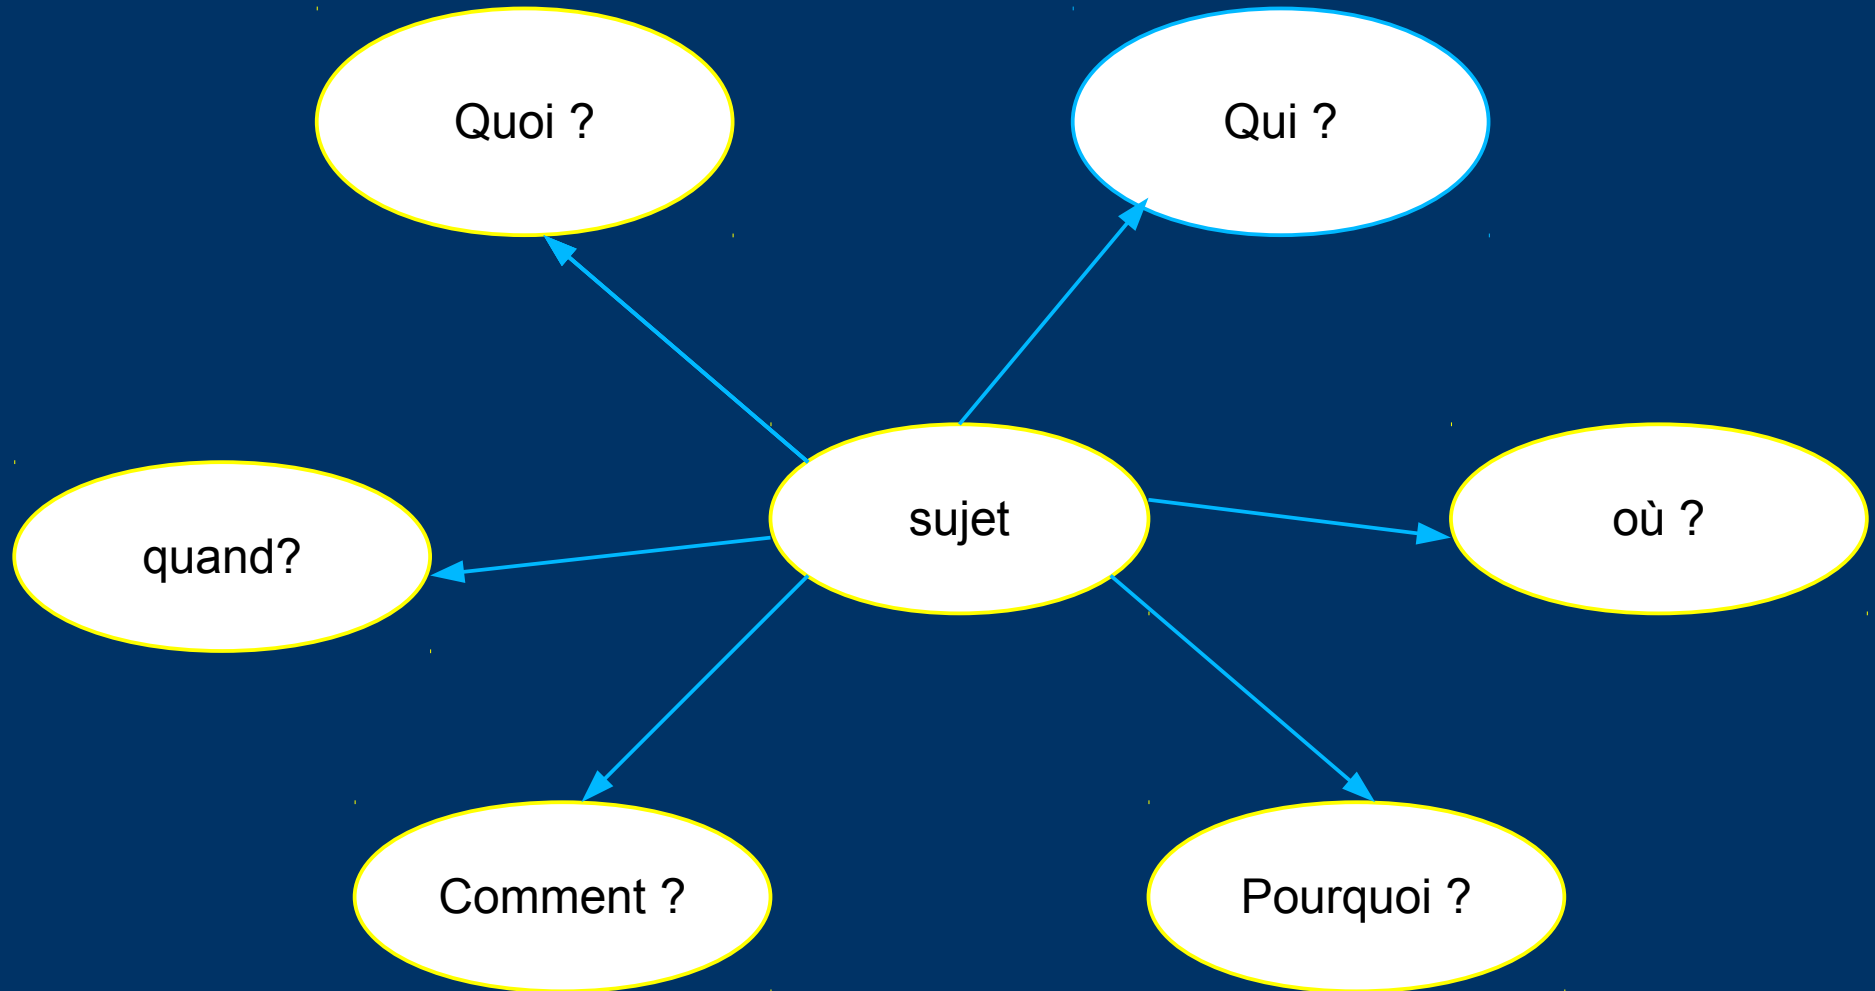 Quoi ?
Qui ?
sujet
où ?
quand?
Comment ?
Pourquoi ?